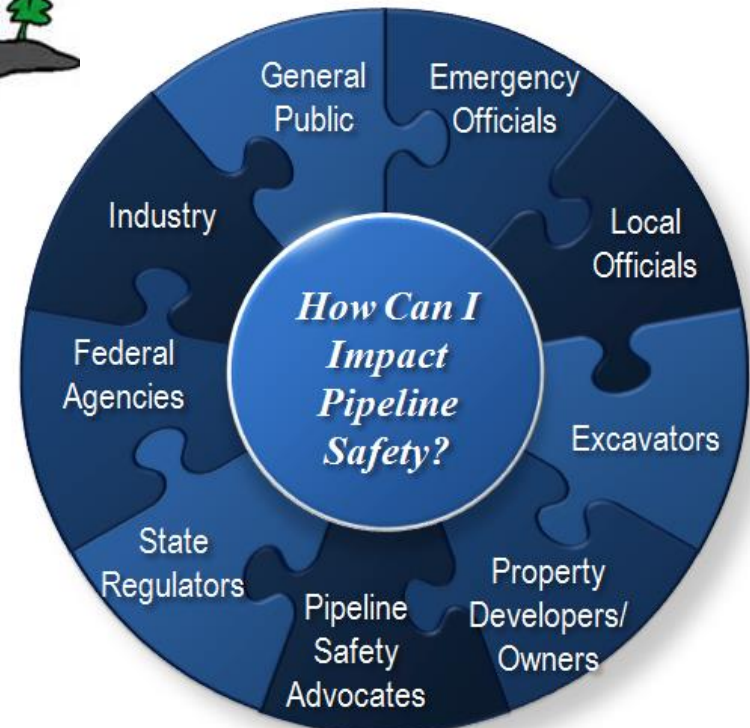 General
Public
Emergency
Officials
Local
Officials
Excavators
Property
Developers/
Owners
Pipeline
Safety
Advocates
State
Regulators
Federal
Agencies
Industry
How Can I
Impact
Pipeline
Safety?